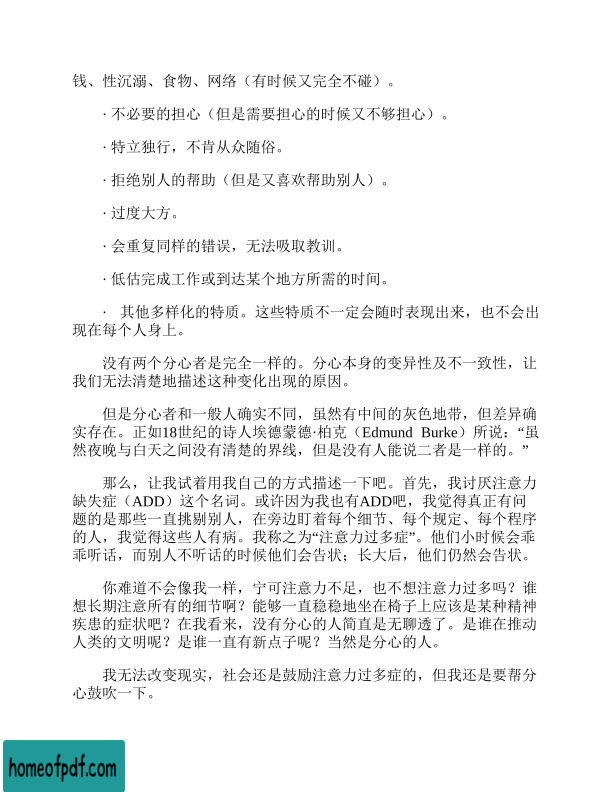 钱、性沉溺、食物、网络（有时候又完全不碰）。
· 不必要的担心（但是需要担心的时候又不够担心）。
· 特立独行，不肯从众随俗。
· 拒绝别人的帮助（但是又喜欢帮助别人）。
· 过度大方。
· 会重复同样的错误，无法吸取教训。
· 低估完成工作或到达某个地方所需的时间。
· 其他多样化的特质。这些特质不一定会随时表现出来，也不会出
现在每个人身上。
没有两个分心者是完全一样的。分心本身的变异性及不一致性，让
我们无法清楚地描述这种变化出现的原因。
但是分心者和一般人确实不同，虽然有中间的灰色地带，但差异确
实存在。正如18世纪的诗人埃德蒙德·柏克（Edmund Burke）所说：“虽
然夜晚与白天之间没有清楚的界线，但是没有人能说二者是一样的。”
那么，让我试着用我自己的方式描述一下吧。首先，我讨厌注意力
缺失症（ADD）这个名词。或许因为我也有ADD吧，我觉得真正有问
题的是那些一直挑剔别人，在旁边盯着每个细节、每个规定、每个程序
的人，我觉得这些人有病。我称之为“注意力过多症”。他们小时候会乖
乖听话，而别人不听话的时候他们会告状；长大后，他们仍然会告状。
你难道不会像我一样，宁可注意力不足，也不想注意力过多吗？谁
想长期注意所有的细节啊？能够一直稳稳地坐在椅子上应该是某种精神
疾患的症状吧？在我看来，没有分心的人简直是无聊透了。是谁在推动
人类的文明呢？是谁一直有新点子呢？当然是分心的人。
我无法改变现实，社会还是鼓励注意力过多症的，但我还是要帮分
心鼓吹一下。
homeofpdf.com